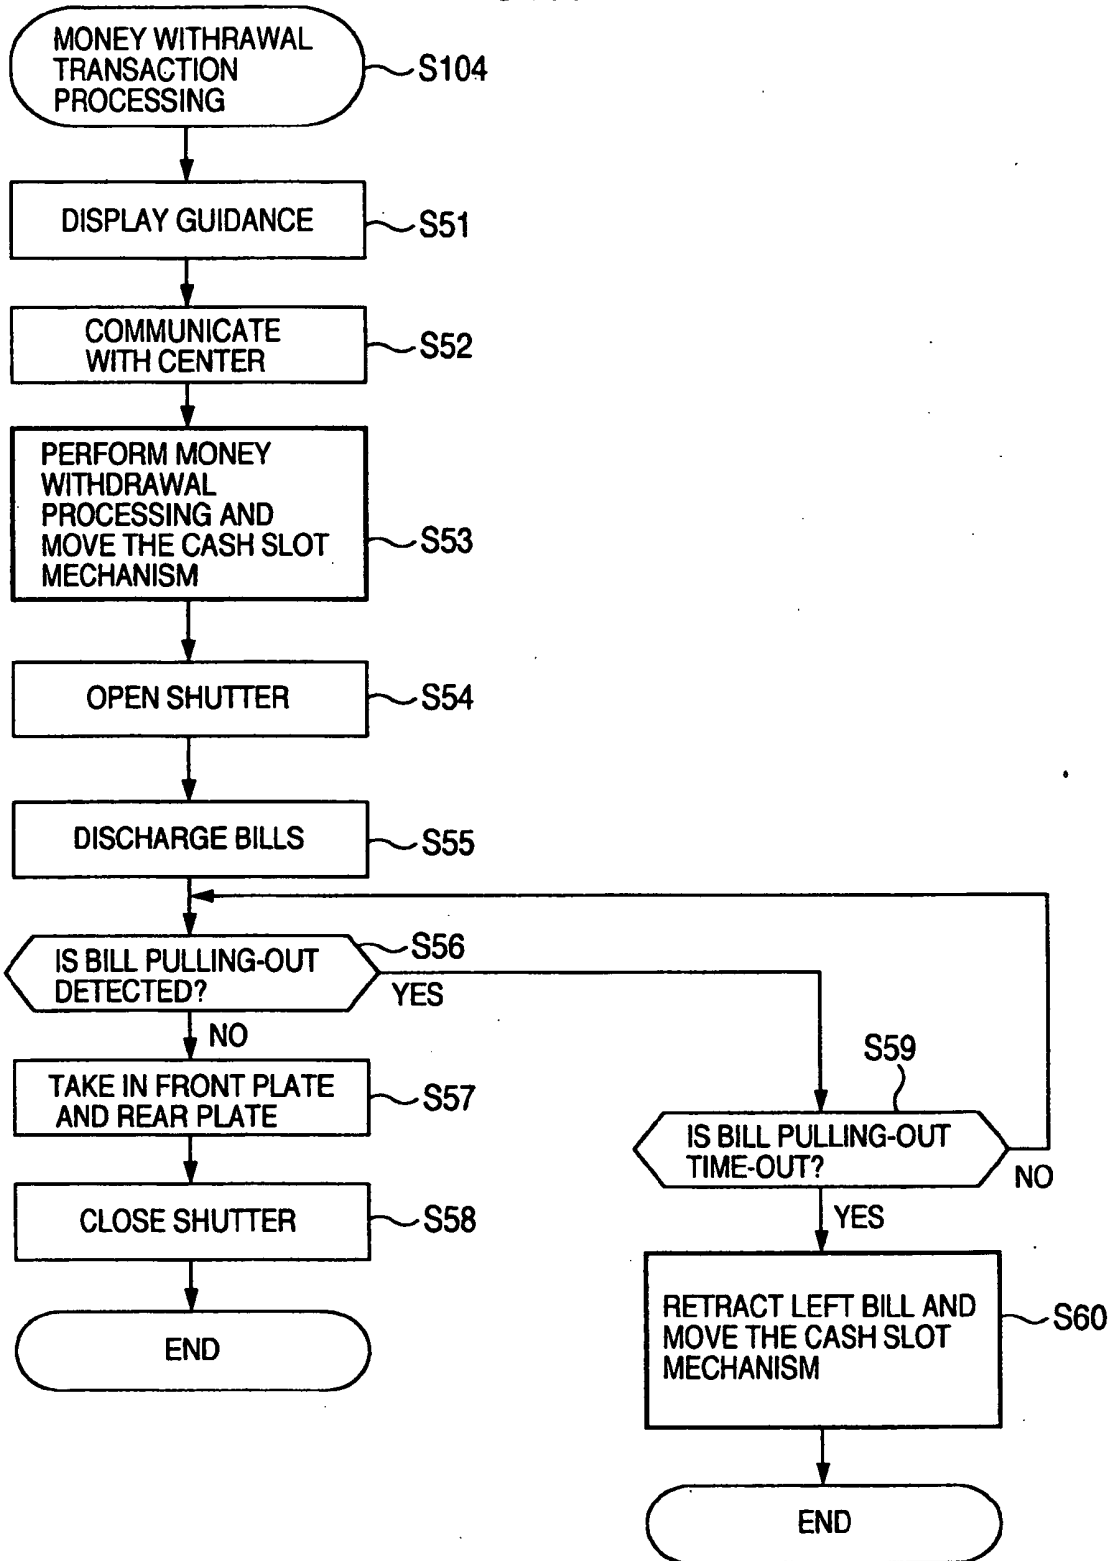 MONEY WITHRAWAL
TRANSACTION
PROCESSING
S104
DISPLAY GUIDANCE
S51
COMMUNICATE
WITH CENTER
S52
PERFORM MONEY
WITHDRAWAL
PROCESSING AND
MOVE THE CASH SLOT
MECHANISM
S53
OPEN SHUTTER
S54
DISCHARGE BILLS
S55
IS BILL PULLING-OUT
DETECTED?
S56
YES
NO
TAKE IN FRONT PLATE
AND REAR PLATE
S57
CLOSE SHUTTER
S58
END
S59
IS BILL PULLING-OUT
TIME-OUT?
NO
YES
RETRACT LEFT BILL AND
MOVE THE CASH SLOT
MECHANISM
S60
END